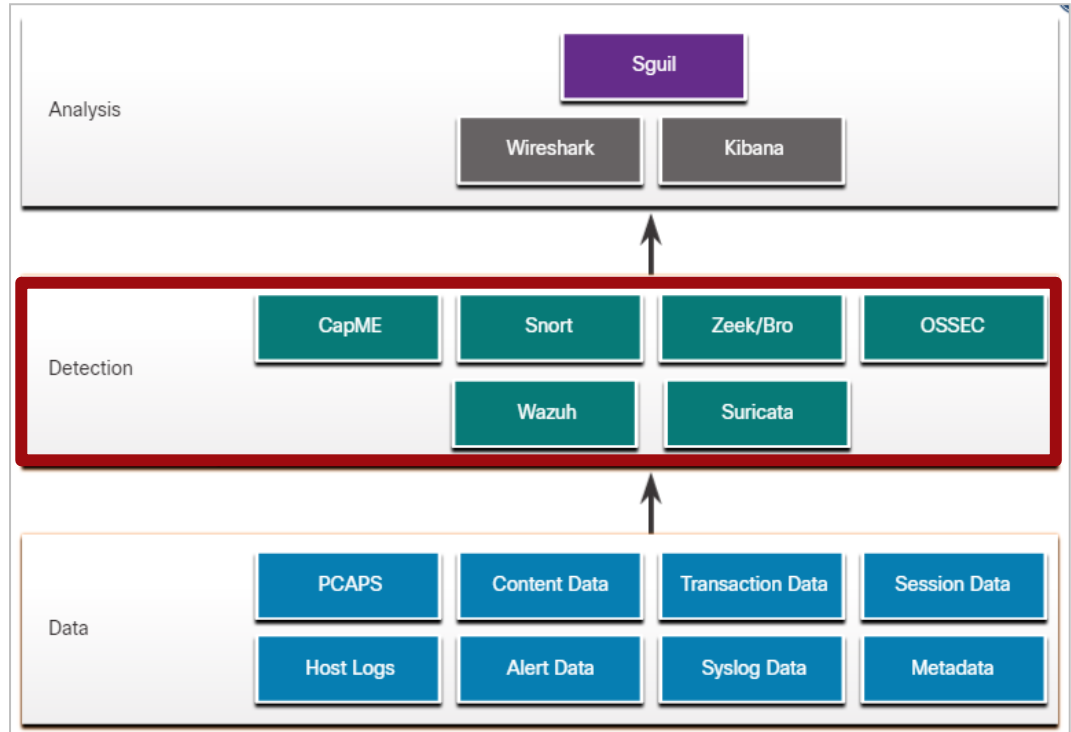 Sguil
Analysis
Wireshark Kibana
CapME Snort Zeek/Bro OSSEC
Detection
Wazuh Suricata
PCAPS Content Data Transaction Data Session Data
Data
Host Logs Alert Data Syslog Data Metadata